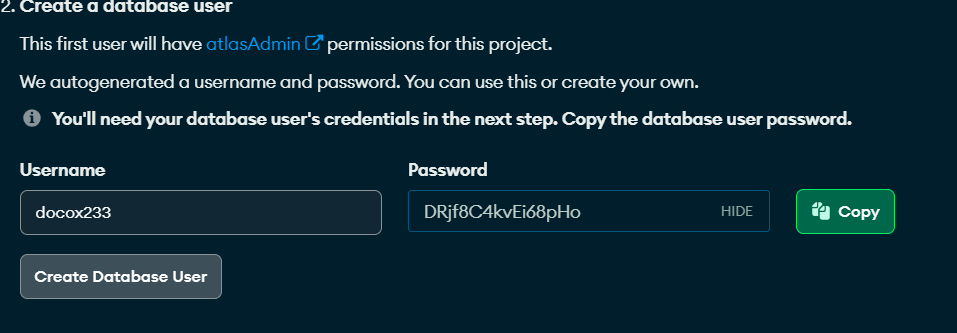 2. Create a database user
This first user will have atlasAdmin permissions for this project.
We autogenerated a username and password. You can use this or create your own.
You'll need your database user's credentials in the next step. Copy the database user password.
Username
Password
docox233
DRjf8C4kvEi68pHo
HIDE
Copy
Create Database User